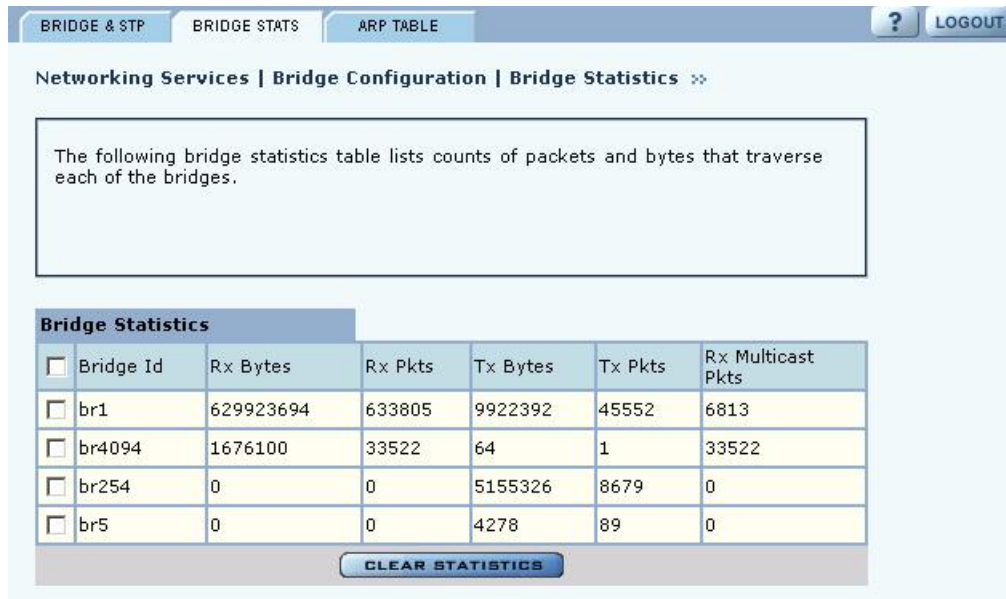 BRIDGE & STP BRIDGE STATS ARP TABLE ? LOGOUT
Networking Services | Bridge Configuration | Bridge Statistics »
The following bridge statistics table lists counts of packets and bytes that traverse
each of the bridges.
Bridge Statistics
Bridge Id Rx Bytes Rx Pkts Tx Bytes Tx Pkts Rx Multicast
Pkts
br1 629923694 633805 9922392 45552 6813
br4094 1676100 33522 64 1 33522
br254 0 0 5155326 8679 0
br5 0 0 4278 89 0
CLEAR STATISTICS